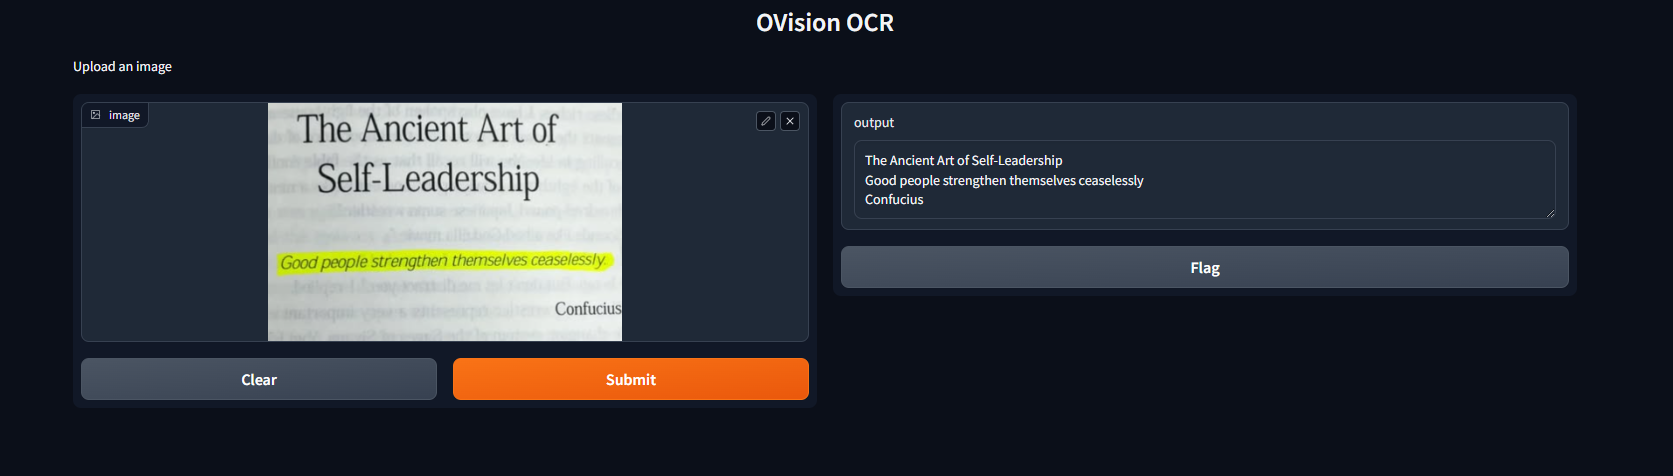 OVision OCR
Upload an image
image
The Ancient Art of
Self-Leadership
Good people strengthen themselves ceaselessly.
Confucius
Clear
Submit
output
The Ancient Art of Self-Leadership
Good people strengthen themselves ceaselessly
Confucius
Flag